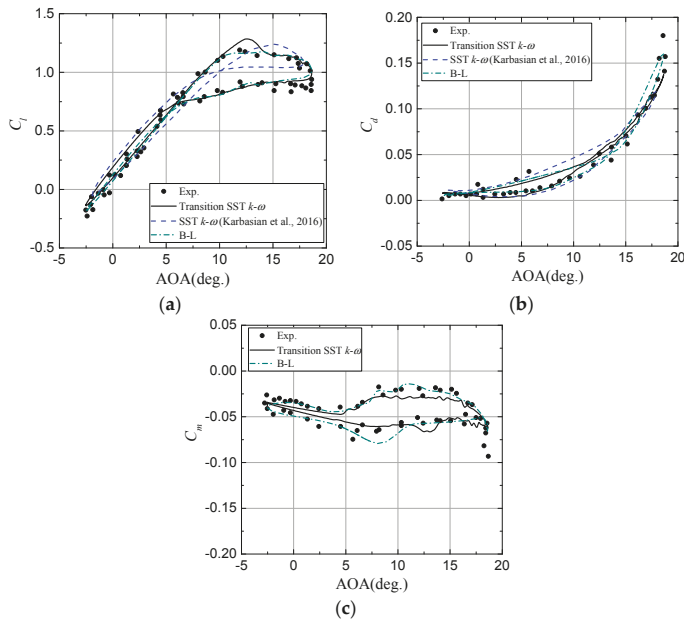 1.5
1.0
0.5
0.0
-0.5
C_l
Exp.
Transition SST k-ω
SST k-ω (Karbasian et al., 2016)
B-L
-5 0 5 10 15 20
AOA(deg.)
(a)
0.20
0.15
0.10
0.05
0.00
-0.05
C_d
Exp.
Transition SST k-ω
SST k-ω (Karbasian et al., 2016)
B-L
-5 0 5 10 15 20
AOA(deg.)
(b)
0.05
0.00
-0.05
-0.10
-0.15
-0.20
C_m
Exp.
Transition SST k-ω
B-L
-5 0 5 10 15 20
AOA(deg.)
(c)